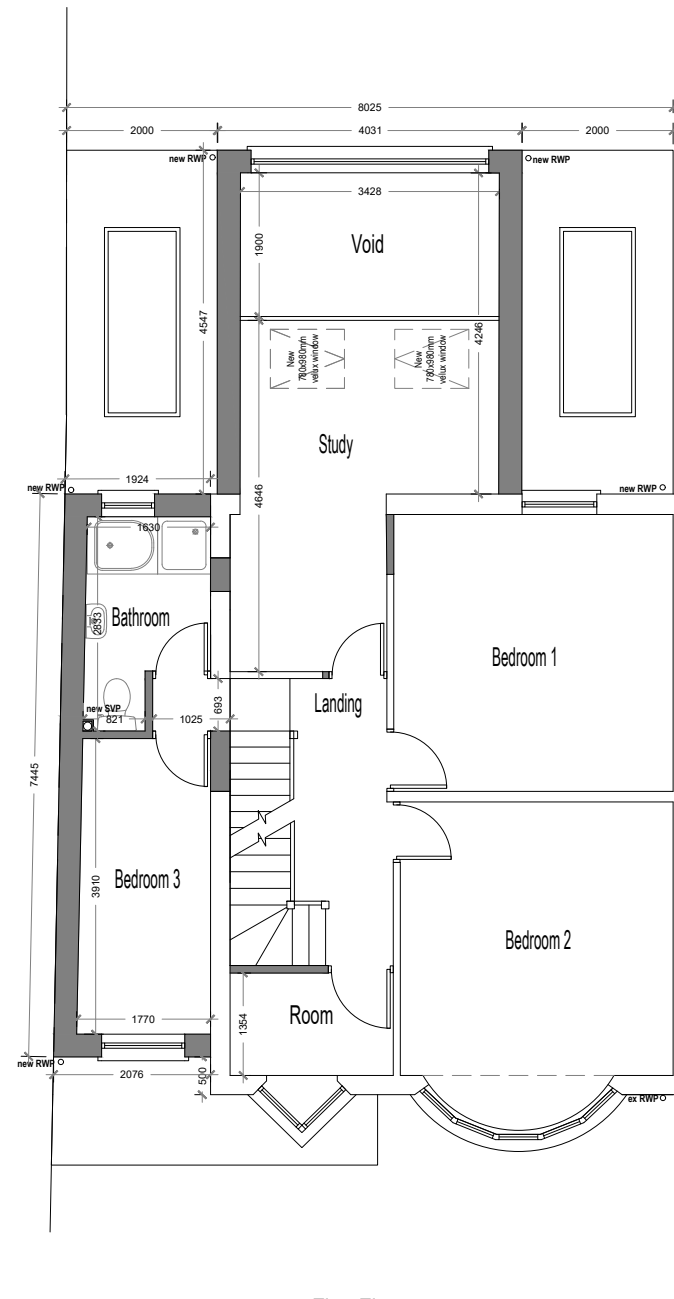 8025
2000
4031
2000
new RWP
new RWP
3428
1900
Void
4547
4246
New
780x980mm
velux window
New
780x980mm
velux window
Study
1924
new RWP
new RWP
4646
1630
Bathroom
2833
Bedroom 1
693
Landing
new SVP
821
1025
7445
3910
Bedroom 3
Bedroom 2
1354
Room
1770
new RWP
2076
500
ex RWP